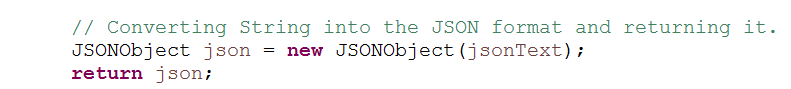 // Converting String into the JSON format and returning it.
JSONObject json = new JSONObject(jsonText);
return json;